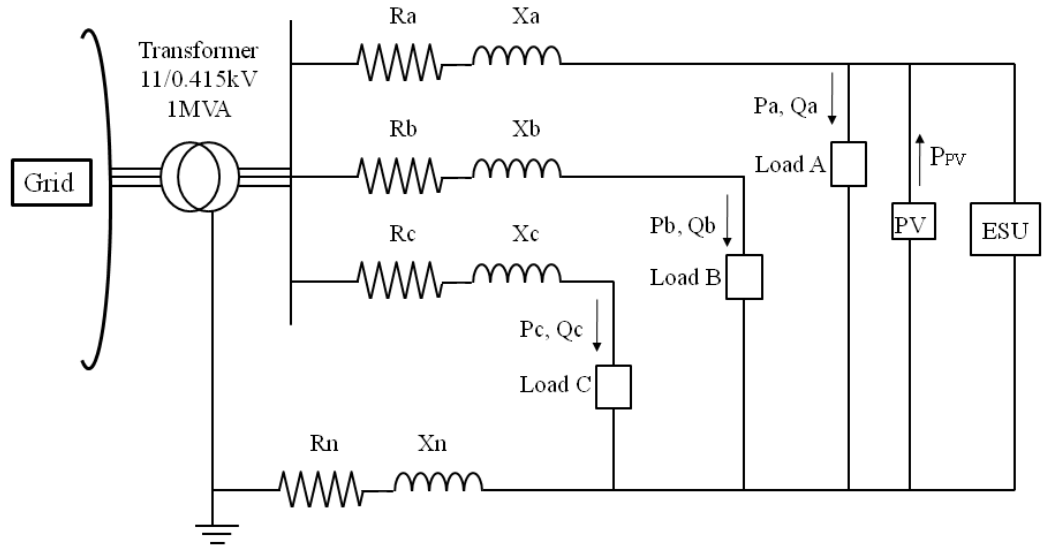 Ra Xa
Transformer
11/0.415kV
1MVA
Pa, Qa
Rb Xb
Load A
PPV
Grid
Pb, Qb
PV
ESU
Rc Xc
Load B
Pc, Qc
Load C
Rn Xn